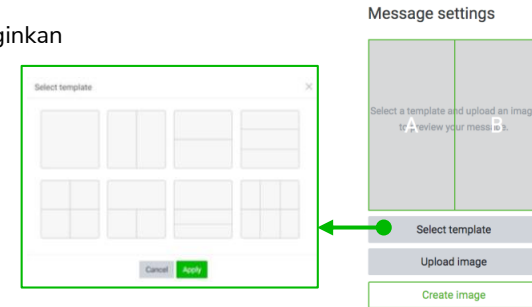 Message settings
ginkan
Select template
Select a template and upload an imag
to preview your message.
A
B
Select template
Upload image
Create image
Cancel
Apply